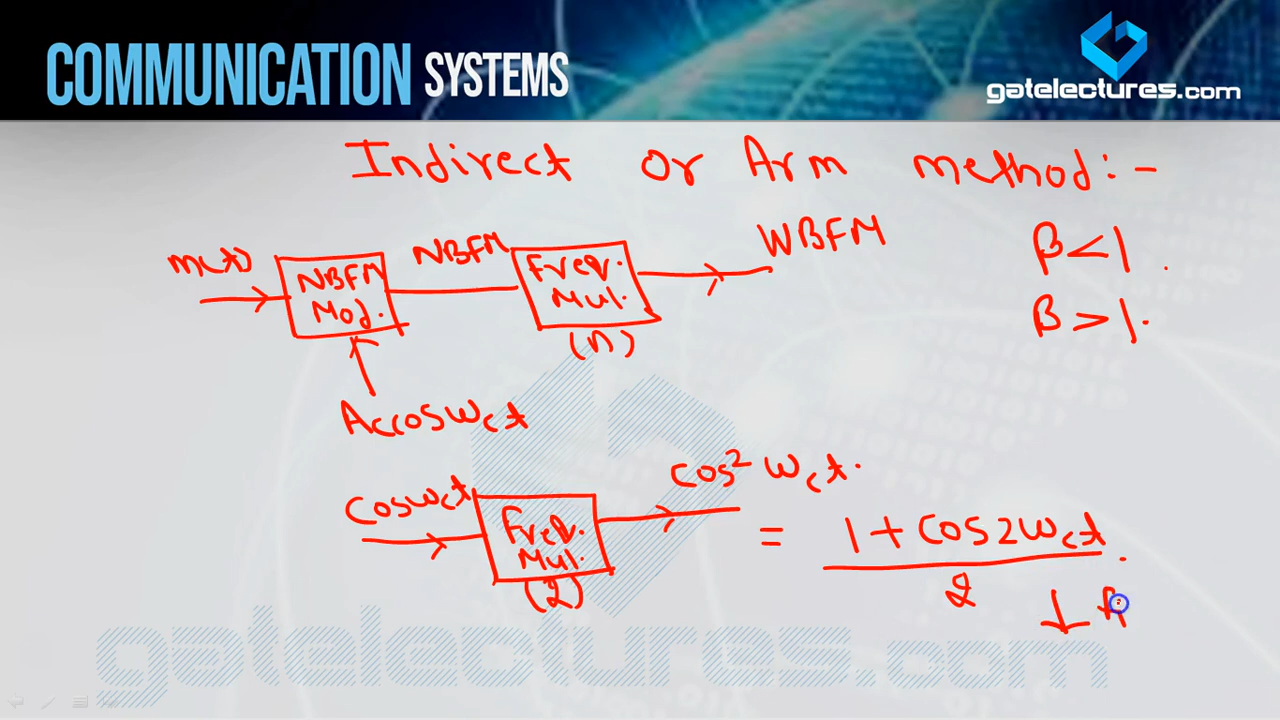 COMMUNICATION SYSTEMS
gatelectures.com
Indirect or Arm method:-
m(t) NBFM Mod. NBFM Freq. Mul. (n) WBFM
β<1.
β>1.
Accosωct
Cosωct Freq. Mul. (2) Cos² ωct.
= 1+Cos2ωct / 2
gatelectures.com